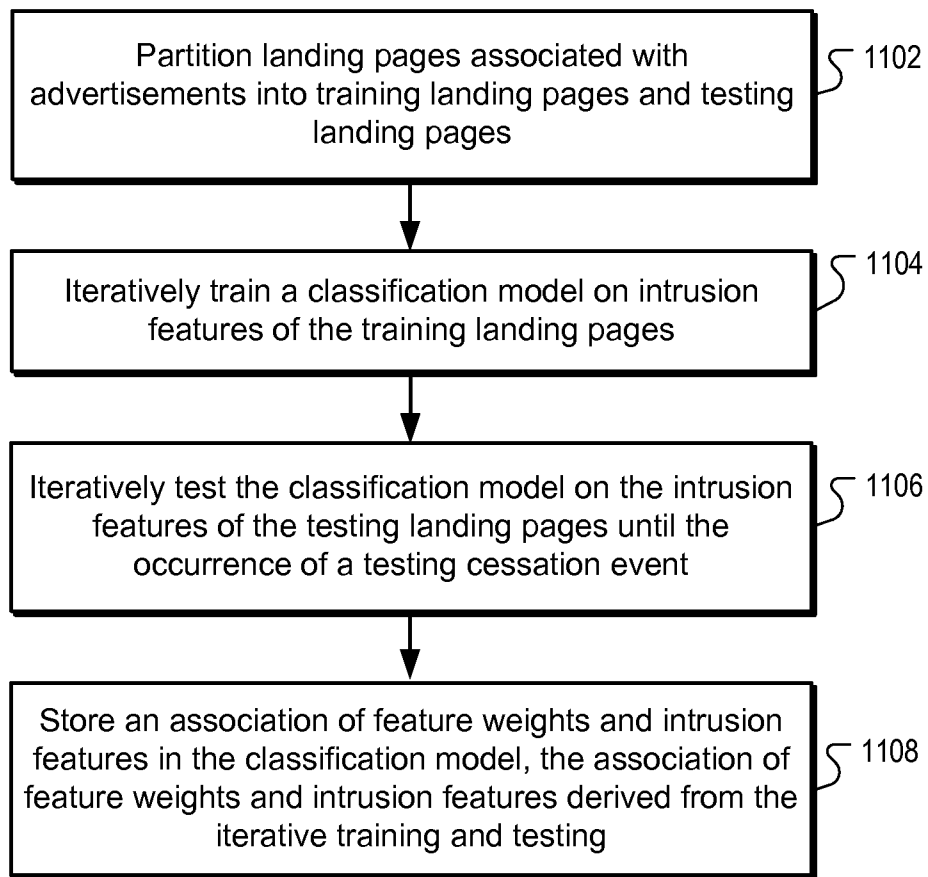 Partition landing pages associated with
advertisements into training landing pages and testing
landing pages
1102
Iteratively train a classification model on intrusion
features of the training landing pages
1104
Iteratively test the classification model on the intrusion
features of the testing landing pages until the
occurrence of a testing cessation event
1106
Store an association of feature weights and intrusion
features in the classification model, the association of
feature weights and intrusion features derived from the
iterative training and testing
1108